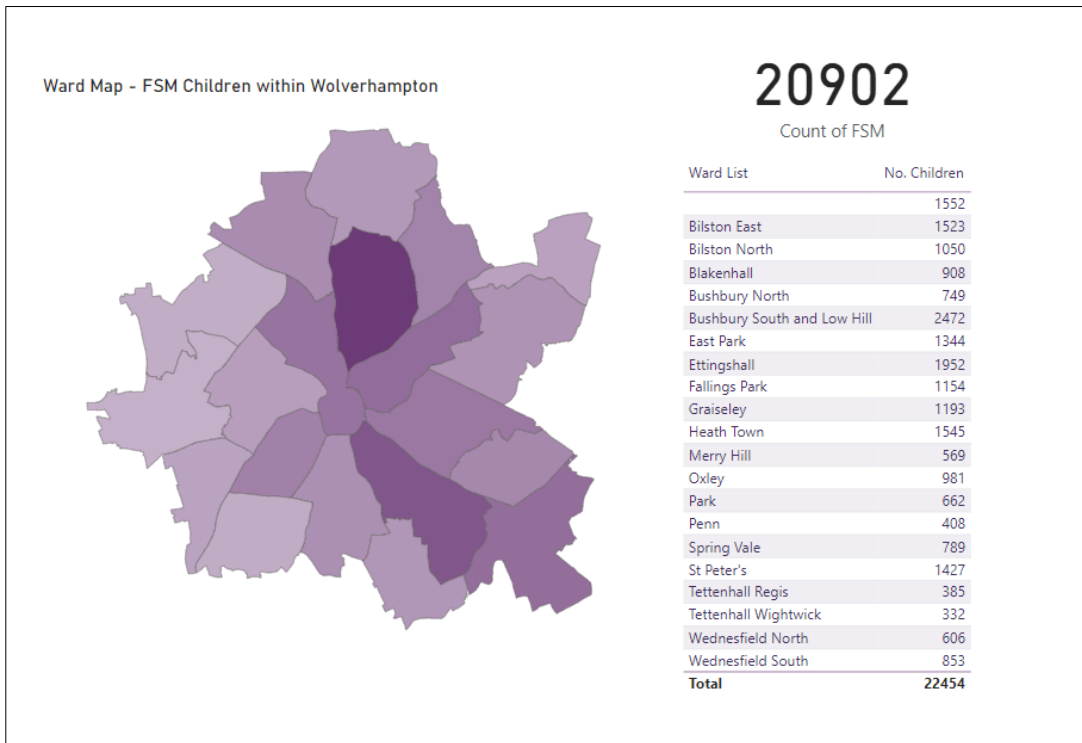 Ward Map - FSM Children within Wolverhampton
20902
Count of FSM
Ward List No. Children
1552
Bilston East 1523
Bilston North 1050
Blakenhall 908
Bushbury North 749
Bushbury South and Low Hill 2472
East Park 1344
Ettingshall 1952
Fallings Park 1154
Graiseley 1193
Heath Town 1545
Merry Hill 569
Oxley 981
Park 662
Penn 408
Spring Vale 789
St Peter's 1427
Tettenhall Regis 385
Tettenhall Wightwick 332
Wednesfield North 606
Wednesfield South 853
Total 22454